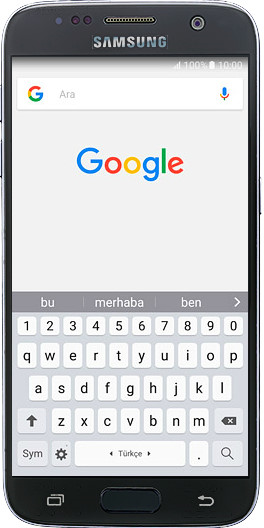 SAMSUNG
100% 10:00
G Ara
Google
bu merhaba ben
1 2 3 4 5 6 7 8 9 0
q w e r t y u i o p
a s d f g h j k l
z x c v b n m
Sym Türkçe .